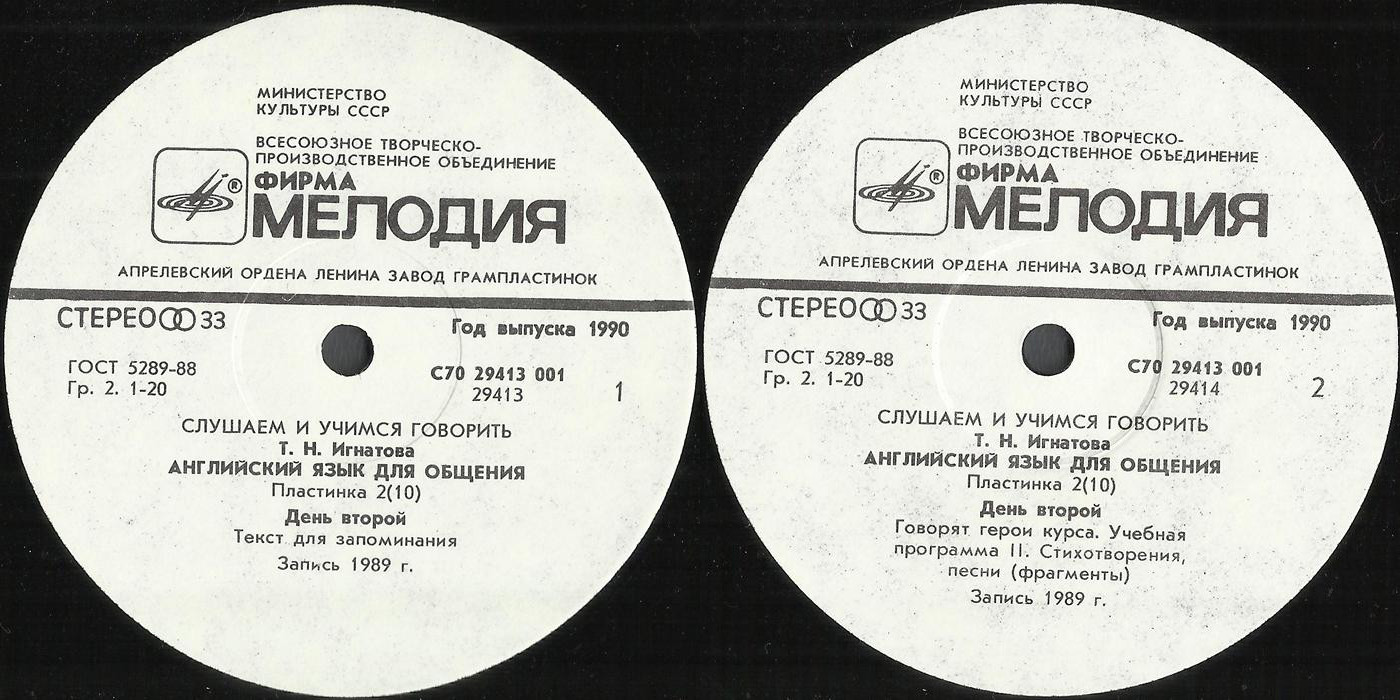 МИНИСТЕРСТВО
КУЛЬТУРЫ СССР
ВСЕСОЮЗНОЕ ТВОРЧЕСКО-
ПРОИЗВОДСТВЕННОЕ ОБЪЕДИНЕНИЕ
ФИРМА
®
МЕЛОДИЯ
АПРЕЛЕВСКИЙ ОРДЕНА ЛЕНИНА ЗАВОД ГРАМПЛАСТИНОК
СТЕРЕО 33
Год выпуска 1990
ГОСТ 5289-88
Гр. 2. 1-20
С70 29413 001
29413
1
СЛУШАЕМ И УЧИМСЯ ГОВОРИТЬ
Т. Н. Игнатова
АНГЛИЙСКИЙ ЯЗЫК ДЛЯ ОБЩЕНИЯ
Пластинка 2(10)
День второй
Текст для запоминания
Запись 1989 г.
МИНИСТЕРСТВО
КУЛЬТУРЫ СССР
ВСЕСОЮЗНОЕ ТВОРЧЕСКО-
ПРОИЗВОДСТВЕННОЕ ОБЪЕДИНЕНИЕ
ФИРМА
®
МЕЛОДИЯ
АПРЕЛЕВСКИЙ ОРДЕНА ЛЕНИНА ЗАВОД ГРАМПЛАСТИНОК
СТЕРЕО 33
Год выпуска 1990
ГОСТ 5289-88
Гр. 2. 1-20
С70 29413 001
29414
2
СЛУШАЕМ И УЧИМСЯ ГОВОРИТЬ
Т. Н. Игнатова
АНГЛИЙСКИЙ ЯЗЫК ДЛЯ ОБЩЕНИЯ
Пластинка 2(10)
День второй
Говорят герои курса. Учебная
программа II. Стихотворения,
песни (фрагменты)
Запись 1989 г.